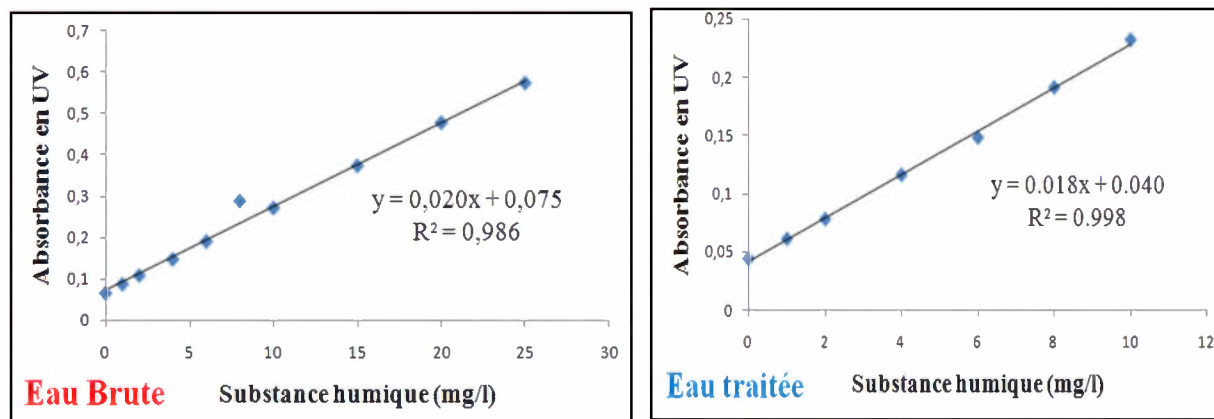 0,7
0,6
0,5
0,4
0,3
0,2
0,1
0
Absorbance en UV
y = 0,020x + 0,075
R² = 0,986
0 5 10 15 20 25 30
Eau Brute
Substance humique (mg/l)
0,25
0,2
0,15
0,1
0,05
0
Absorbance en UV
y = 0.018x + 0.040
R² = 0.998
0 2 4 6 8 10 12
Eau traitée
Substance humique (mg/l)